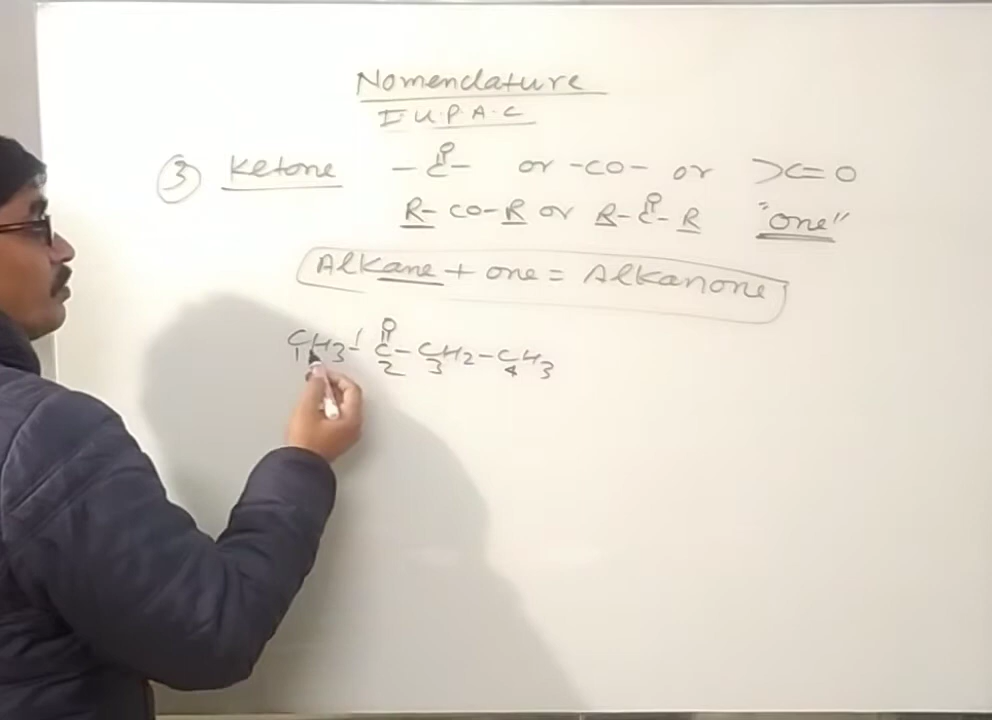 Nomenclature
I.U.P.A.C
③ Ketone -C- or -CO- or >C=O
O
R-CO-R or R-C-R "one"
O
Alkane + one = Alkanone
O
CH3-C-CH2-CH3
1 2 3 4